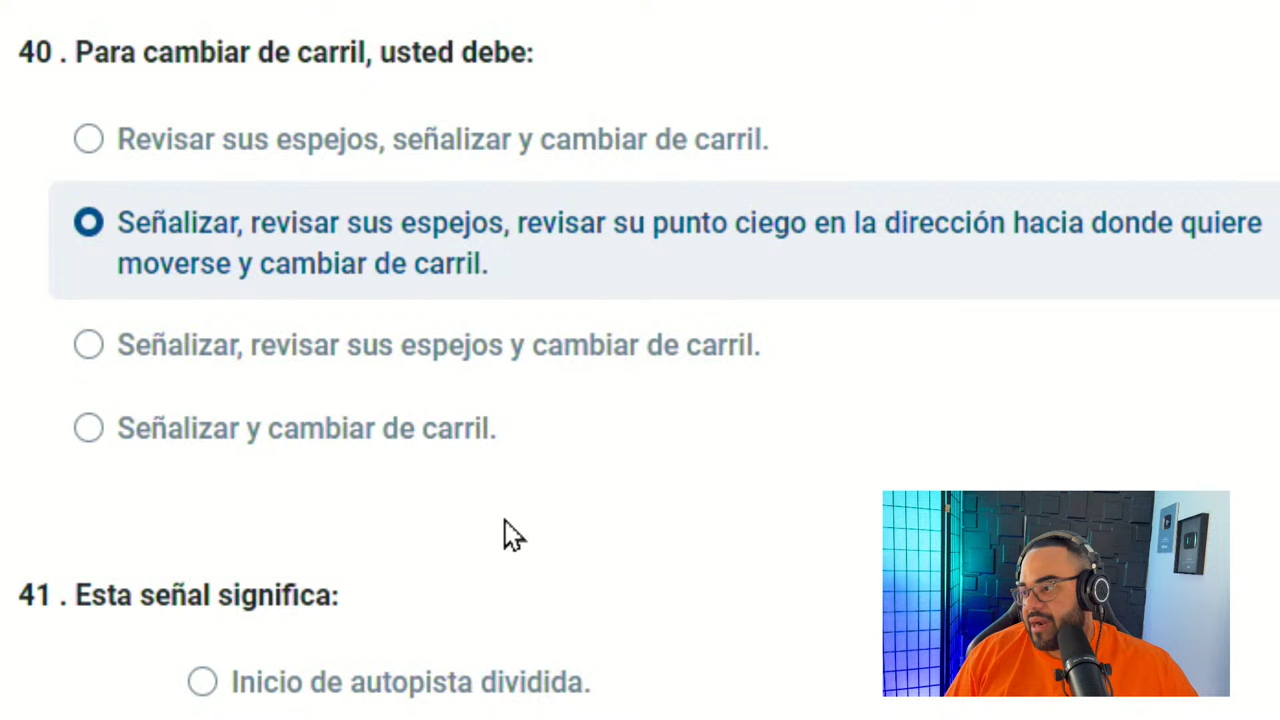 40 . Para cambiar de carril, usted debe:
Revisar sus espejos, señalizar y cambiar de carril.
Señalizar, revisar sus espejos, revisar su punto ciego en la dirección hacia donde quiere
moverse y cambiar de carril.
Señalizar, revisar sus espejos y cambiar de carril.
Señalizar y cambiar de carril.
41 . Esta señal significa:
Inicio de autopista dividida.